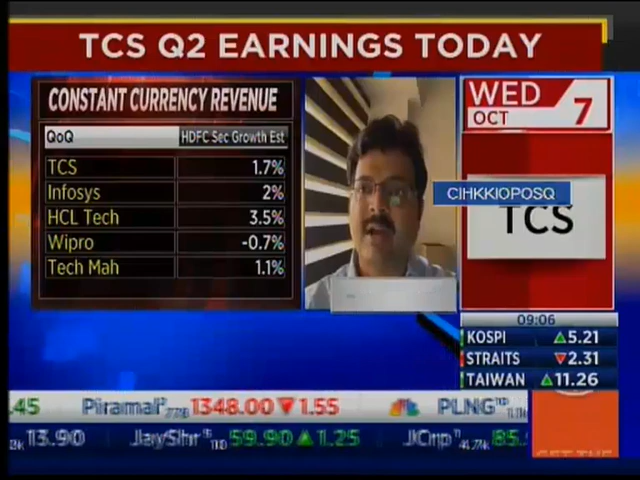 TCS Q2 EARNINGS TODAY
CONSTANT CURRENCY REVENUE
QoQ HDFC Sec Growth Est
TCS 1.7%
Infosys 2%
HCL Tech 3.5%
Wipro -0.7%
Tech Mah 1.1%
WED
OCT 7
CIHKKIOPOSQ
TCS
09:06
KOSPI ▲5.21
STRAITS ▼2.31
TAIWAN ▲11.26
.45 Piramal 1348.00 ▼1.55 PLNG
13.90 JayShr 59.90 ▲1.25 JCnp 85.